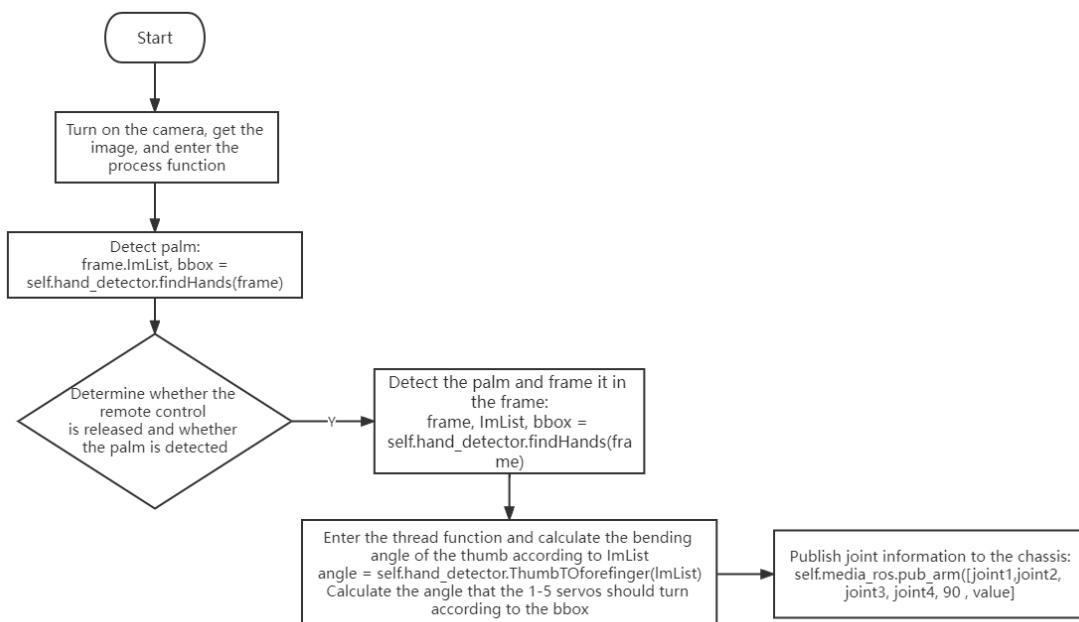 Start
Turn on the camera, get the
image, and enter the
process function
Detect palm:
frame.ImList, bbox =
self.hand_detector.findHands(frame)
Determine whether the
remote control
is released and whether
the palm is detected
Y
Detect the palm and frame it in
the frame:
frame, ImList, bbox =
self.hand_detector.findHands(fra
me)
Enter the thread function and calculate the bending
angle of the thumb according to ImList
angle = self.hand_detector.ThumbTOforefinger(ImList)
Calculate the angle that the 1-5 servos should turn
according to the bbox
Publish joint information to the chassis:
self.media_ros.pub_arm([joint1,joint2,
joint3, joint4, 90 , value]